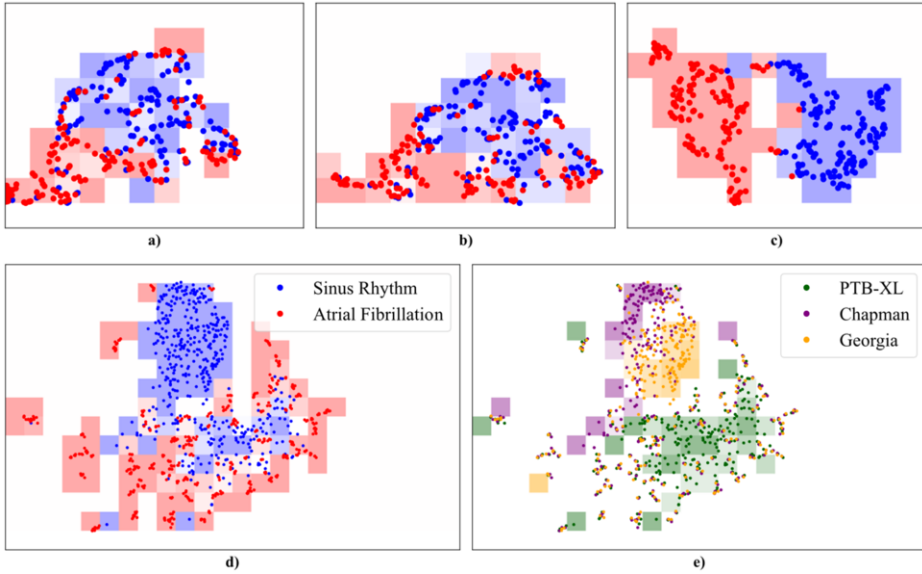 a)
b)
c)
Sinus Rhythm
Atrial Fibrillation
PTB-XL
Chapman
Georgia
d)
e)